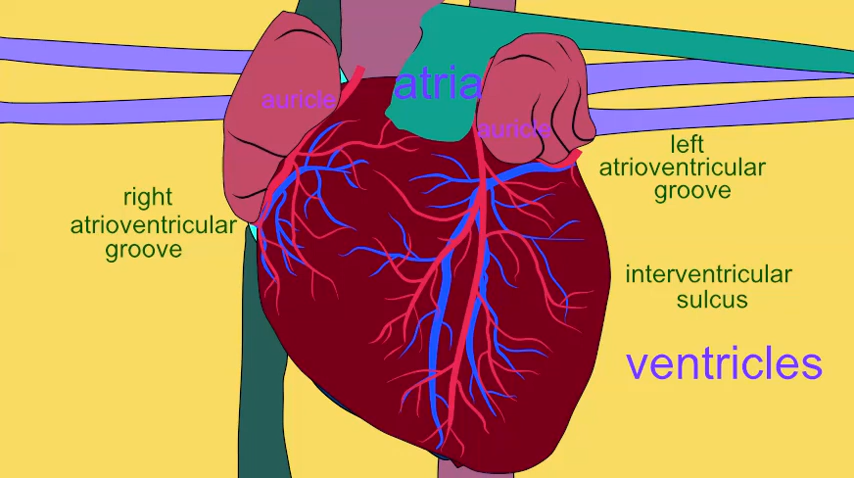 atria
auricle
auricle
left
atrioventricular
groove
right
atrioventricular
groove
interventricular
sulcus
ventricles